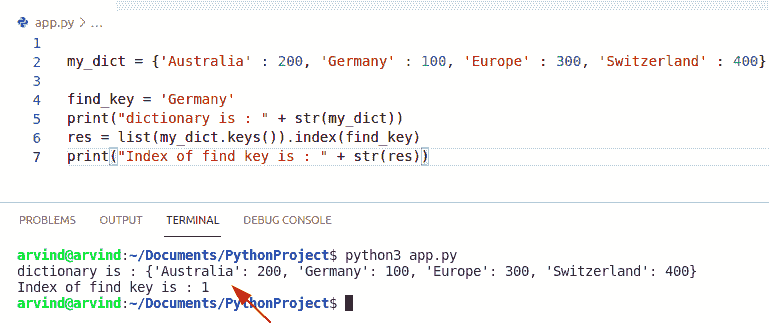 app.py > ...
1
2 my_dict = {'Australia' : 200, 'Germany' : 100, 'Europe' : 300, 'Switzerland' : 400}
3
4 find_key = 'Germany'
5 print("dictionary is : " + str(my_dict))
6 res = list(my_dict.keys()).index(find_key)
7 print("Index of find key is : " + str(res))
PROBLEMS OUTPUT TERMINAL DEBUG CONSOLE
arvind@arvind:~/Documents/PythonProject$ python3 app.py
dictionary is : {'Australia': 200, 'Germany': 100, 'Europe': 300, 'Switzerland': 400}
Index of find key is : 1
arvind@arvind:~/Documents/PythonProject$